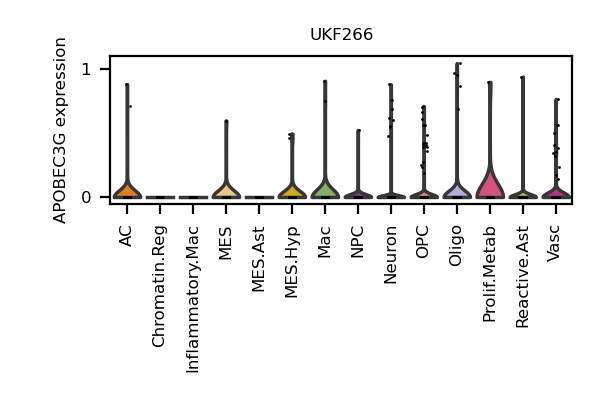 UKF266
APOBEC3G expression
1
0
AC
Chromatin.Reg
Inflammatory.Mac
MES
MES.Ast
MES.Hyp
Mac
NPC
Neuron
OPC
Oligo
Prolif.Metab
Reactive.Ast
Vasc